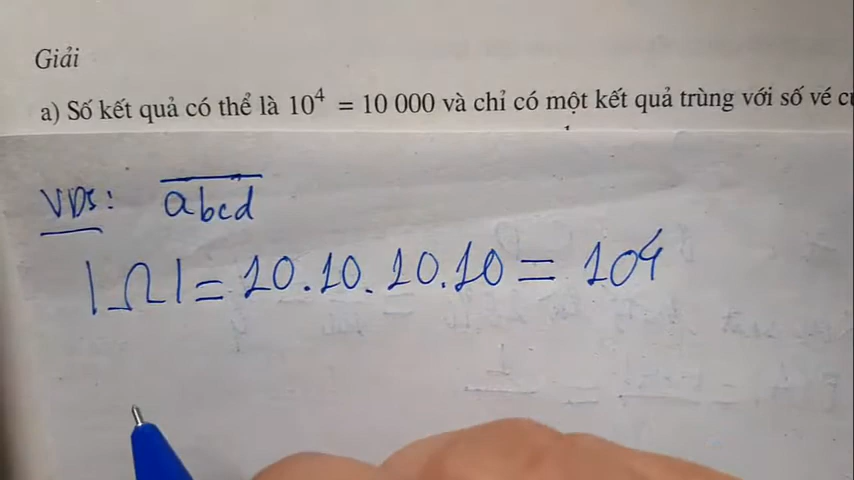 Giải
a) Số kết quả có thể là 10⁴ = 10 000 và chỉ có một kết quả trùng với số vé
VD5: abcd
|Ω| = 10.10.10.10 = 10⁴